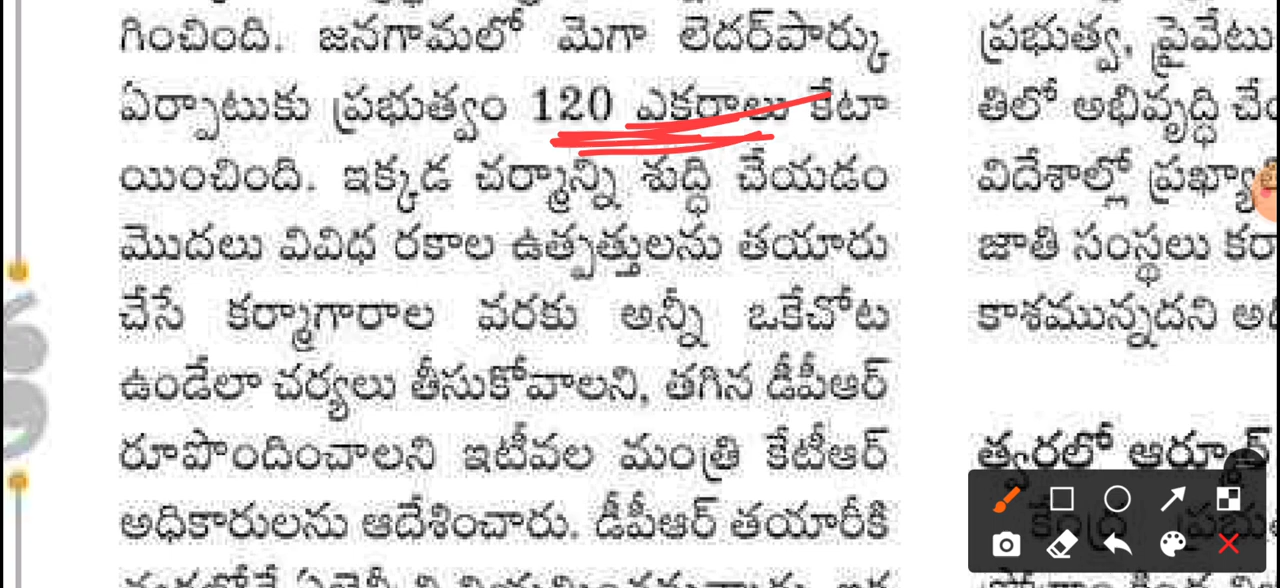 గించింది. జనగామలో మెగా లెదర్‌పార్కు
ఏర్పాటుకు ప్రభుత్వం 120 ఎకరాలు కేటా
యించింది. ఇక్కడ చర్మాన్ని శుద్ధి చేయడం
మొదలు వివిధ రకాల ఉత్పత్తులను తయారు
చేసే కర్మాగారాల వరకు అన్నీ ఒకేచోట
ఉండేలా చర్యలు తీసుకోవాలని, తగిన డీపీఆర్
రూపొందించాలని ఇటీవల మంత్రి కేటీఆర్
అధికారులను ఆదేశించారు. డీపీఆర్ తయారీకి
ప్రభుత్వ, ప్రైవేటు
తిలో అభివృద్ధి చే
విదేశాల్లో
జాతి సంస్థలు
కాశమున్నదని
త్వరలో
కేంద్ర